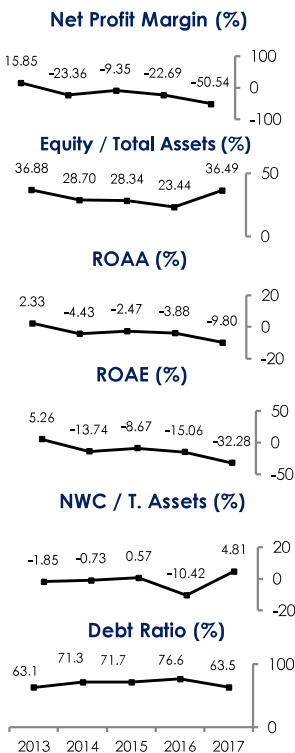 Net Profit Margin (%)
15.85 -23.36 -9.35 -22.69 -50.54
100
0
-100
Equity / Total Assets (%)
36.88 28.70 28.34 23.44 36.49
50
0
ROAA (%)
2.33 -4.43 -2.47 -3.88 -9.80
20
0
-20
ROAE (%)
5.26 -13.74 -8.67 -15.06 -32.28
50
0
-50
NWC / T. Assets (%)
-1.85 -0.73 0.57 -10.42 4.81
20
0
-20
Debt Ratio (%)
63.1 71.3 71.7 76.6 63.5
100
0
2013 2014 2015 2016 2017